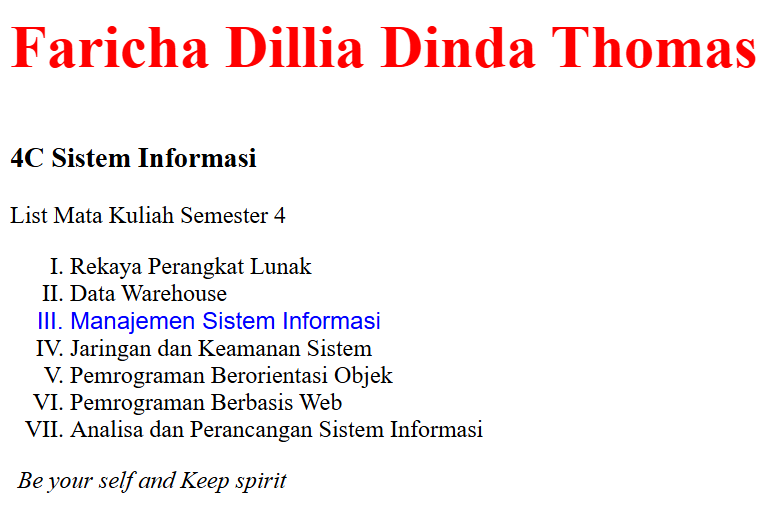 Faricha Dillia Dinda Thomas
4C Sistem Informasi
List Mata Kuliah Semester 4
I. Rekaya Perangkat Lunak
II. Data Warehouse
III. Manajemen Sistem Informasi
IV. Jaringan dan Keamanan Sistem
V. Pemrograman Berorientasi Objek
VI. Pemrograman Berbasis Web
VII. Analisa dan Perancangan Sistem Informasi
Be your self and Keep spirit